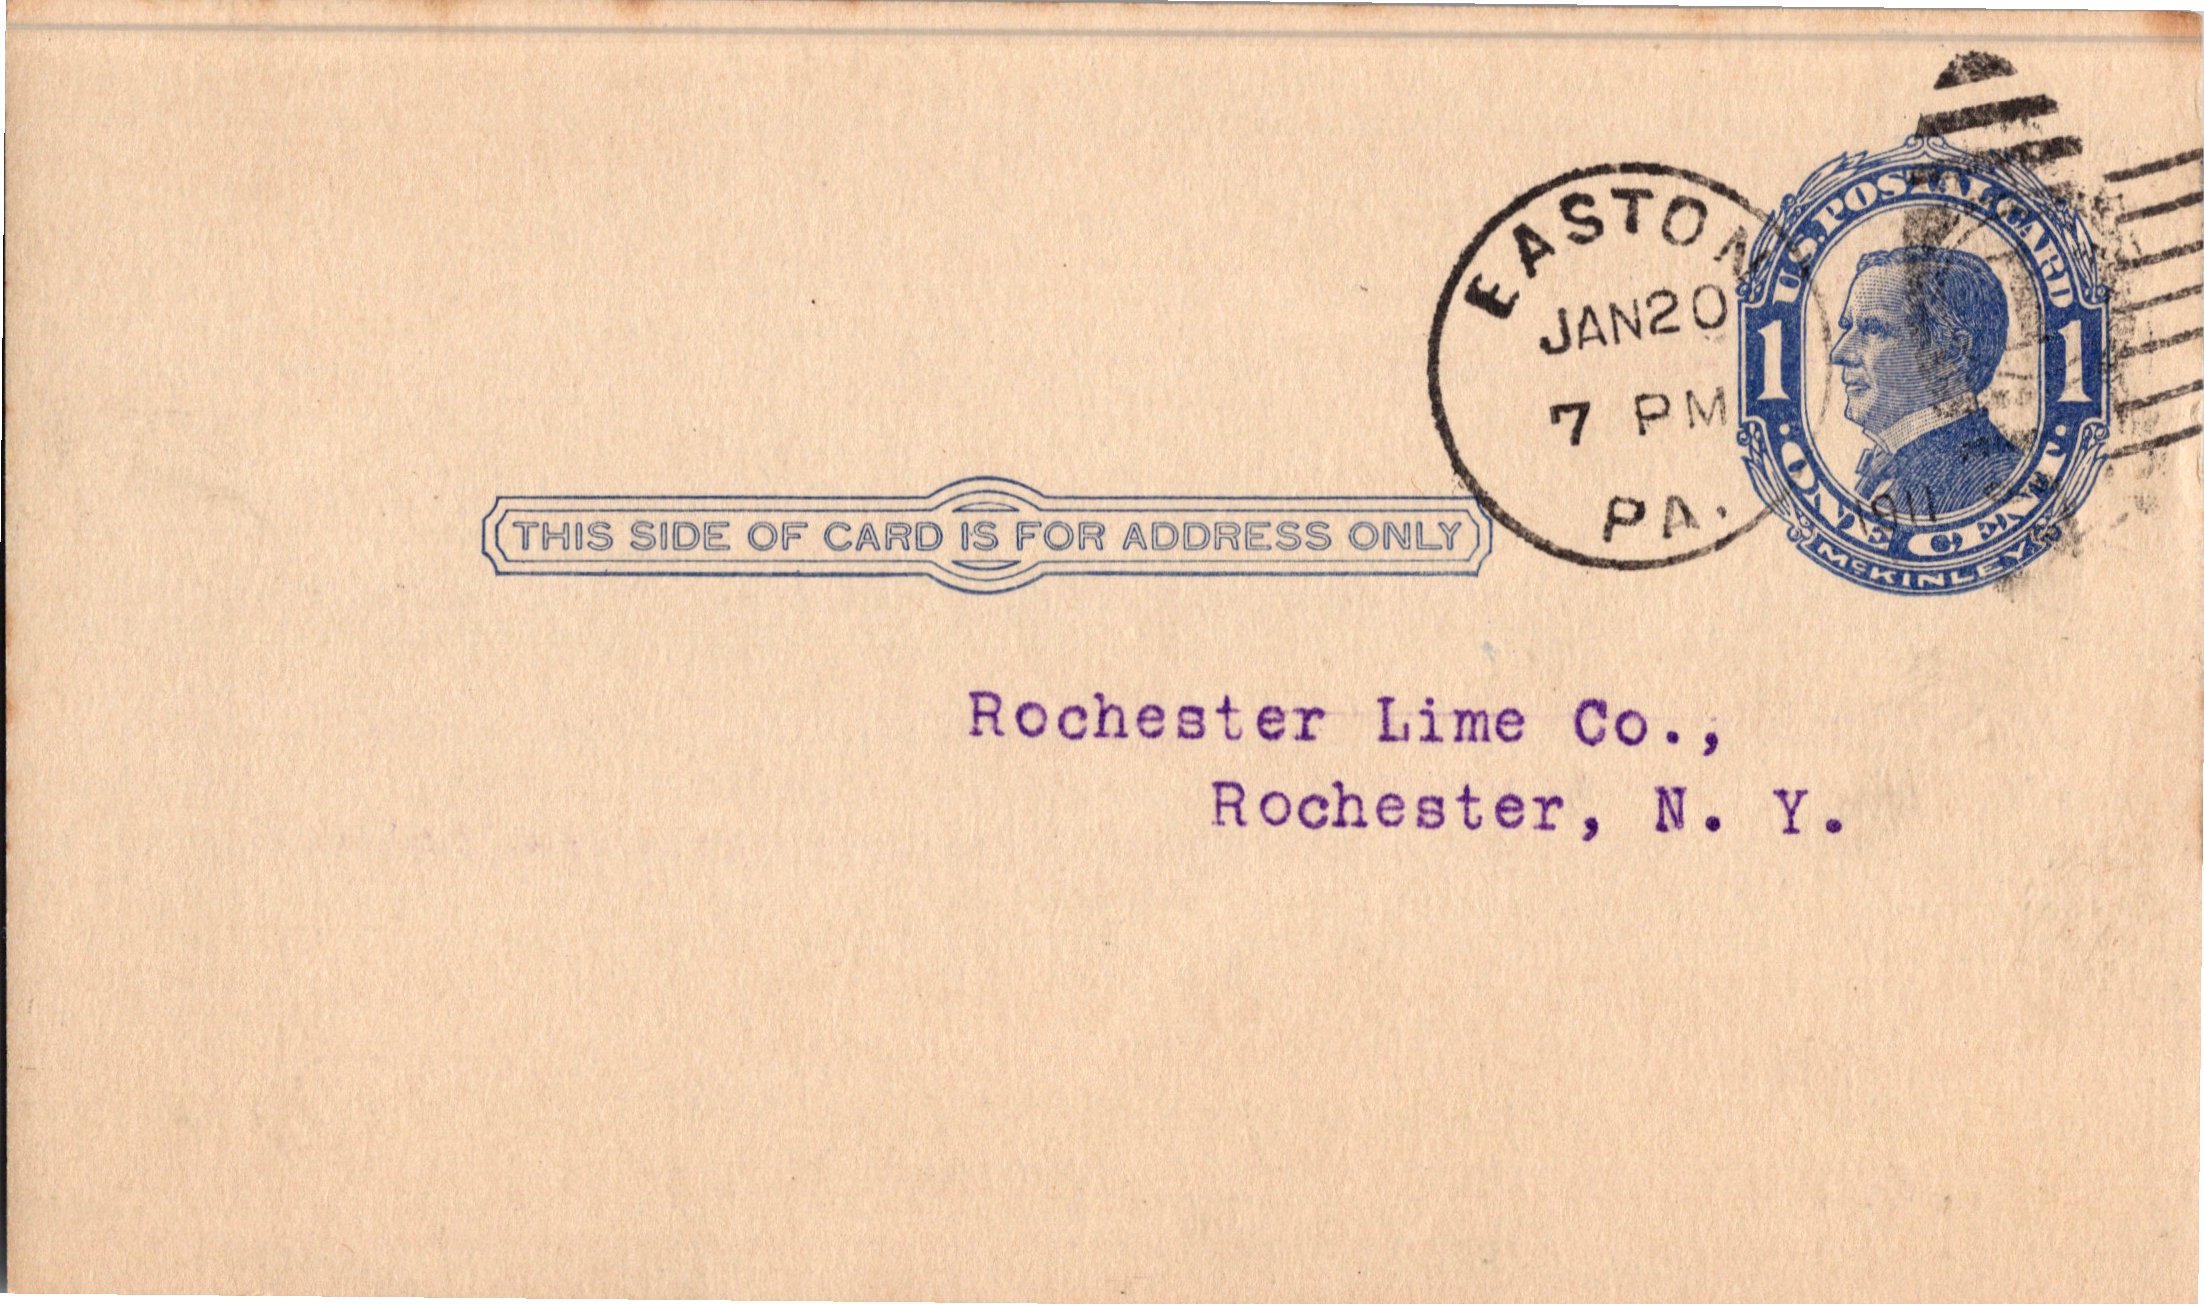 EASTON
JAN 20
7 PM
1911
PA.
U.S. POSTAL CARD
1 1
· ONE CENT. ·
McKINLEY
THIS SIDE OF CARD IS FOR ADDRESS ONLY
Rochester Lime Co.,
Rochester, N. Y.